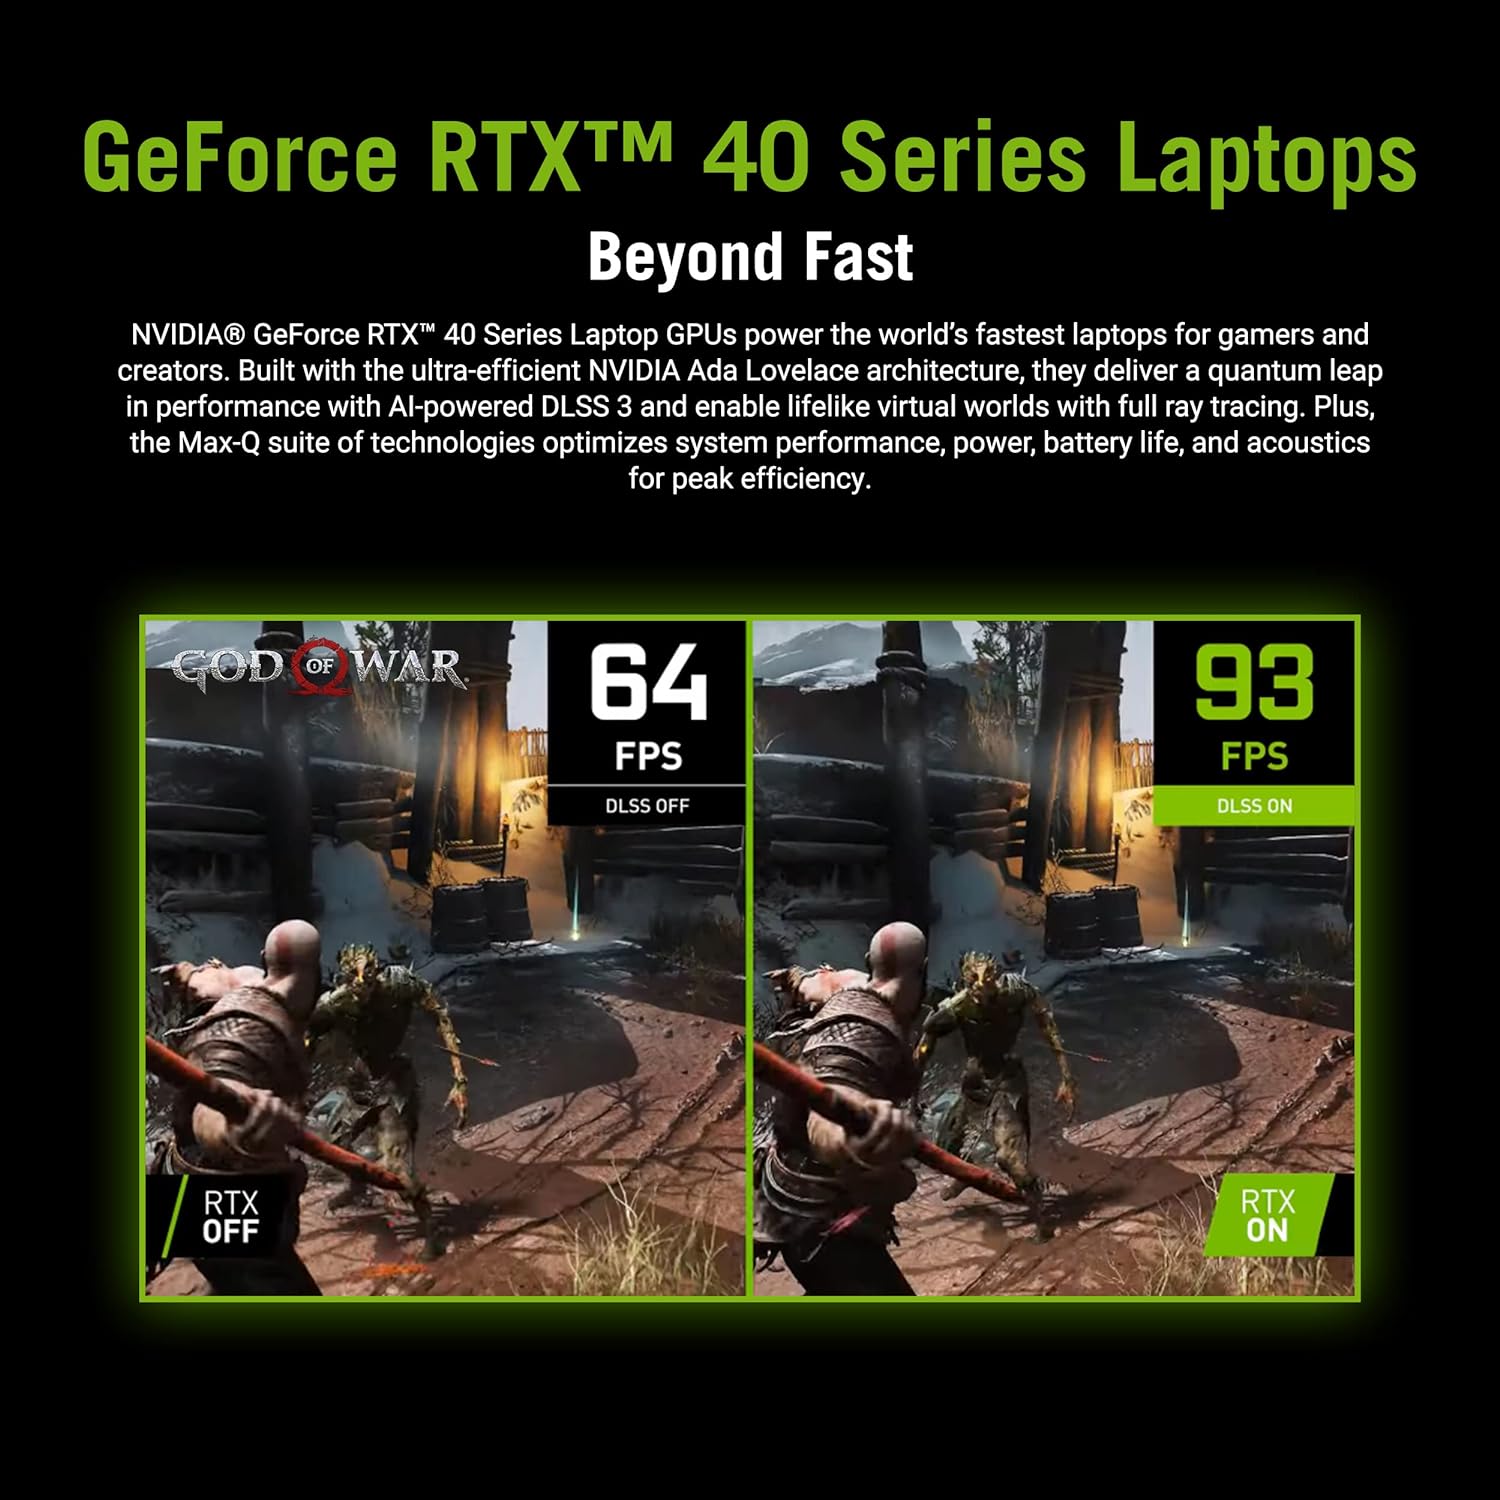 GeForce RTX™ 40 Series Laptops
Beyond Fast
NVIDIA® GeForce RTX™ 40 Series Laptop GPUs power the world’s fastest laptops for gamers and
creators. Built with the ultra-efficient NVIDIA Ada Lovelace architecture, they deliver a quantum leap
in performance with AI-powered DLSS 3 and enable lifelike virtual worlds with full ray tracing. Plus,
the Max-Q suite of technologies optimizes system performance, power, battery life, and acoustics
for peak efficiency.
GOD OF WAR
64
FPS
DLSS OFF
RTX
OFF
93
FPS
DLSS ON
RTX
ON